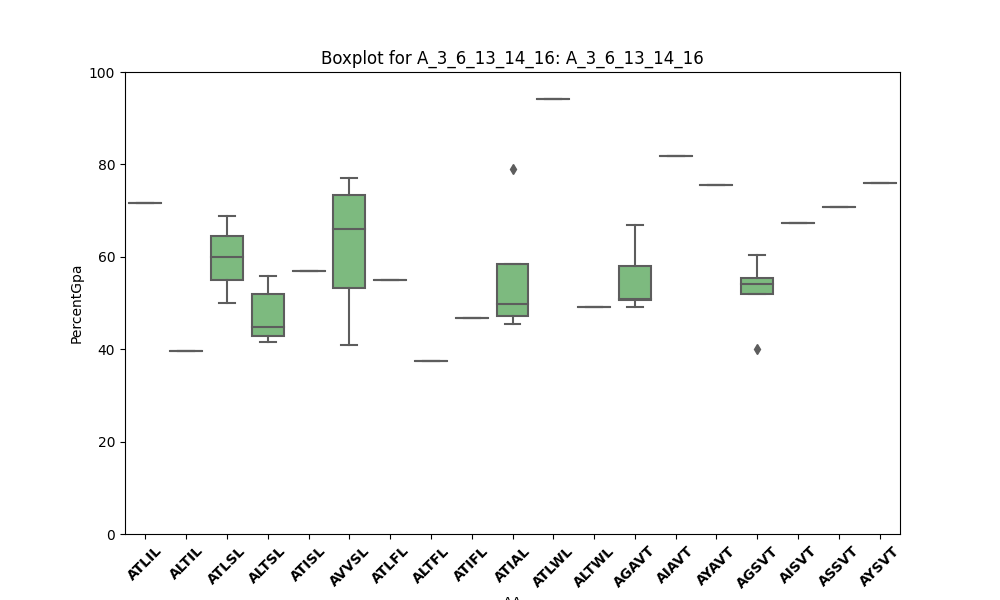 Boxplot for A_3_6_13_14_16: A_3_6_13_14_16
100
80
60
40
20
0
PercentGpa
ATLIL ALTIL ATLSL ALTSL ATISL AVVSL ATLFL ALTFL ATIFL ATIAL ATLWL ALTWL AGAVT AIAVT AYAVT AGSVT AISVT ASSVT AYSVT